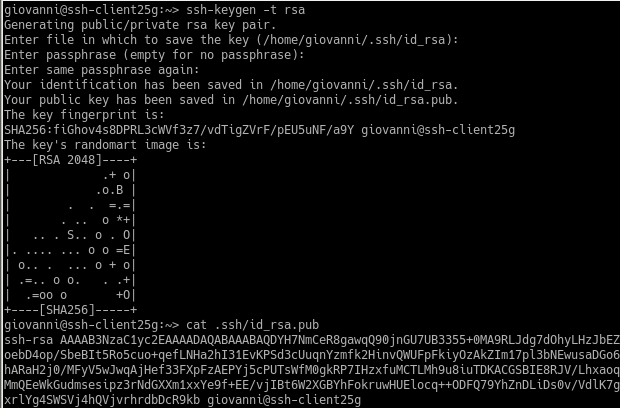 giovanni@ssh-client25g:~> ssh-keygen -t rsa
Generating public/private rsa key pair.
Enter file in which to save the key (/home/giovanni/.ssh/id_rsa):
Enter passphrase (empty for no passphrase):
Enter same passphrase again:
Your identification has been saved in /home/giovanni/.ssh/id_rsa.
Your public key has been saved in /home/giovanni/.ssh/id_rsa.pub.
The key fingerprint is:
SHA256:fiGhov4s8DPRL3cWVf3z7/vdTigZVrF/pEU5uNF/a9Y giovanni@ssh-client25g
The key's randomart image is:
+---[RSA 2048]----+
|             .+ o|
|            .o.B |
|        .  .  =.=|
|       . ..  o *+|
|   .. . S.. o . O|
|. .... ... o o =E|
| o.. .  ... o + o|
| .=.. o o.   . .+|
|  .=oo o       +O|
+----[SHA256]-----+
giovanni@ssh-client25g:~> cat .ssh/id_rsa.pub
ssh-rsa AAAAB3NzaC1yc2EAAAADAQABAAABAQDYH7NmCeR8gawqQ90jnGU7UB3355+0MA9RLJdg7dOhyLHzJbEZ
oebD4op/SbeBIt5Ro5cuo+qefLNHa2hI31EvKPSd3cUuqnYzmfk2HinvQWUFpFkiyOzAkZIm17pl3bNEwusaDGo6
hARaH2j0/MFyV5wJwqAjHef33FXpFzAEPYj5cPUTsWfM0gkRP7IHzxfuMCTLMh9u8iuTDKACGSBIE8RJV/Lhxaoq
MmQEeWkGudmsesipz3rNdGXXm1xxYe9f+EE/vjIBt6W2XGBYhFokruwHUElocq++ODFQ79YhZnDLiDs0v/VdlK7g
xrlYg4SWSVj4hQVjvrhrdbDcR9kb giovanni@ssh-client25g